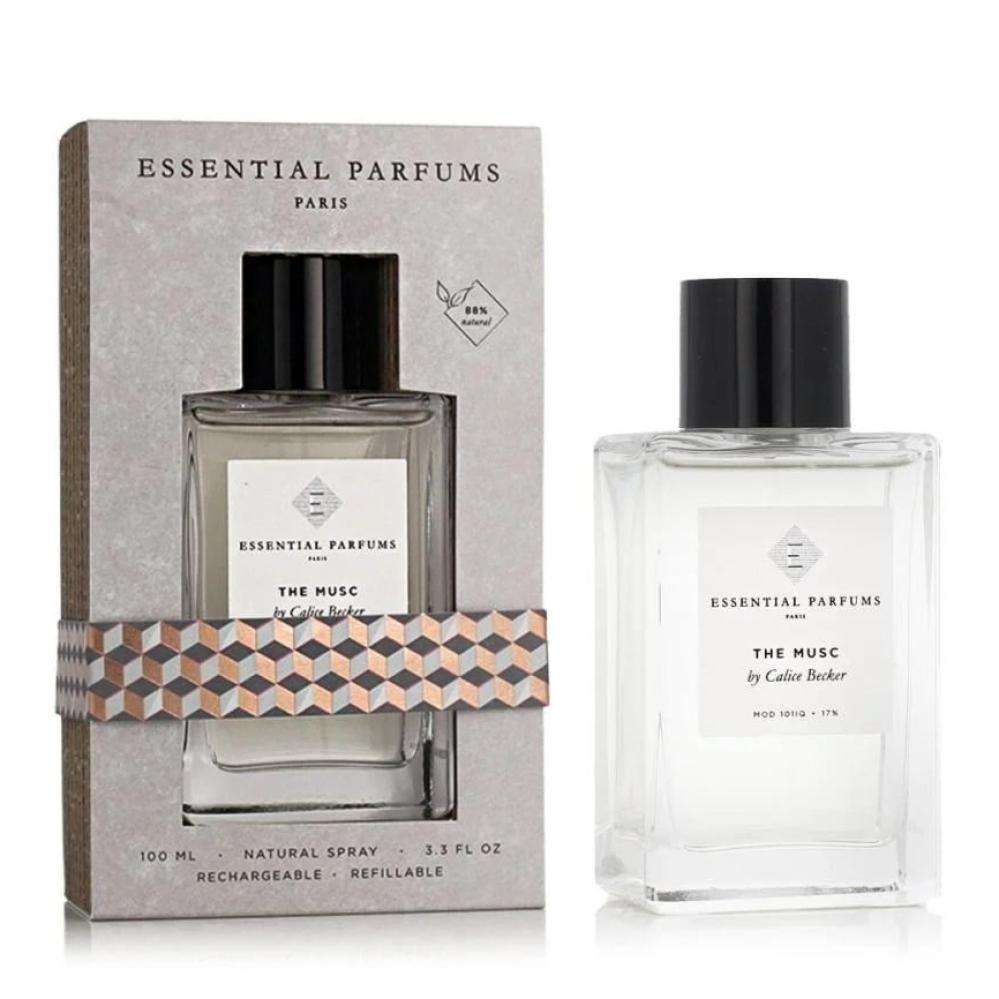 ESSENTIAL PARFUMS
PARIS
88%
natural
E
ESSENTIAL PARFUMS
PARIS
THE MUSC
by Calice Becker
100 ML · NATURAL SPRAY · 3.3 FL OZ
RECHARGEABLE · REFILLABLE
E
ESSENTIAL PARFUMS
PARIS
THE MUSC
by Calice Becker
MOD 101IQ • 17%